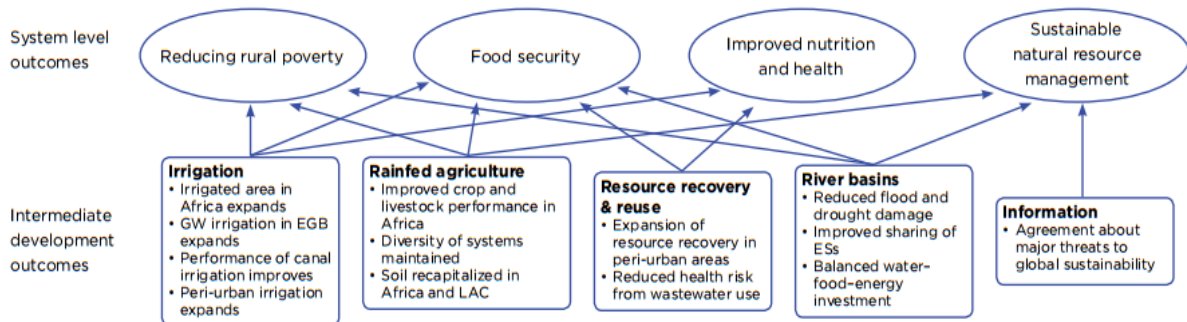 System level
outcomes
Reducing rural poverty
Food security
Improved nutrition
and health
Sustainable
natural resource
management
Intermediate
development
outcomes
Irrigation
• Irrigated area in
Africa expands
• GW irrigation in EGB
expands
• Performance of canal
irrigation improves
• Peri-urban irrigation
expands
Rainfed agriculture
• Improved crop and
livestock performance in
Africa
• Diversity of systems
maintained
• Soil recapitalized in
Africa and LAC
Resource recovery
& reuse
• Expansion of
resource recovery in
peri-urban areas
• Reduced health risk
from wastewater use
River basins
• Reduced flood and
drought damage
• Improved sharing of
ESs
• Balanced water–
food–energy
investment
Information
• Agreement about
major threats to
global sustainability